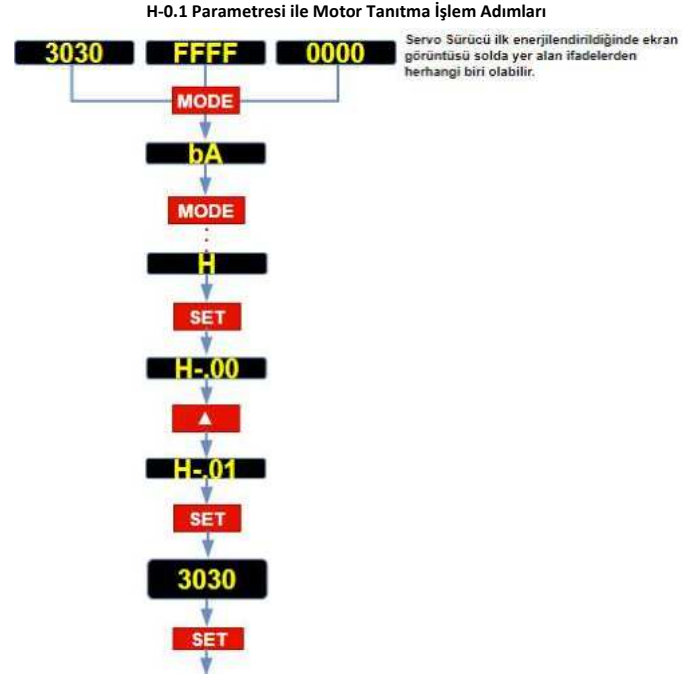 H-0.1 Parametresi ile Motor Tanıtma İşlem Adımları
3030 FFFF 0000
Servo Sürücü ilk enerjilendirildiğinde ekran
görüntüsü solda yer alan ifadelerden
herhangi biri olabilir.
MODE
bA
MODE
H
SET
H-.00
▲
H-.01
SET
3030
SET